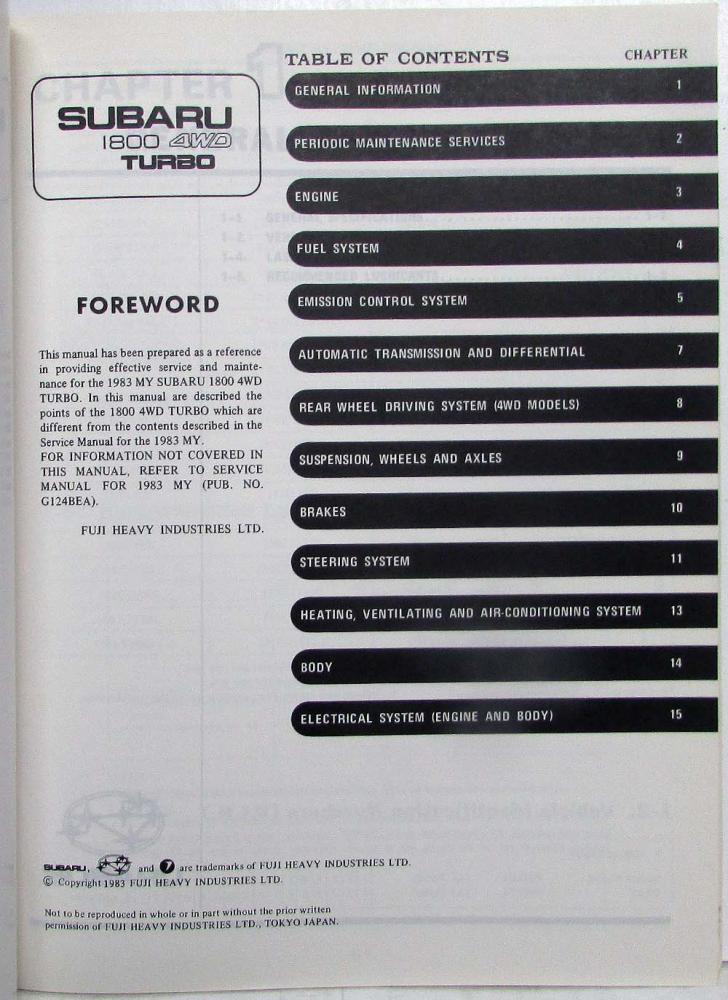 SUBARU
1800 4WD
TURBO
FOREWORD
This manual has been prepared as a reference
in providing effective service and mainte-
nance for the 1983 MY SUBARU 1800 4WD
TURBO. In this manual are described the
points of the 1800 4WD TURBO which are
different from the contents described in the
Service Manual for the 1983 MY.
FOR INFORMATION NOT COVERED IN
THIS MANUAL, REFER TO SERVICE
MANUAL FOR 1983 MY (PUB. NO.
G124BEA).
FUJI HEAVY INDUSTRIES LTD.
TABLE OF CONTENTS CHAPTER
GENERAL INFORMATION 1
PERIODIC MAINTENANCE SERVICES 2
ENGINE 3
FUEL SYSTEM 4
EMISSION CONTROL SYSTEM 5
AUTOMATIC TRANSMISSION AND DIFFERENTIAL 7
REAR WHEEL DRIVING SYSTEM (4WD MODELS) 8
SUSPENSION, WHEELS AND AXLES 9
BRAKES 10
STEERING SYSTEM 11
HEATING, VENTILATING AND AIR-CONDITIONING SYSTEM 13
BODY 14
ELECTRICAL SYSTEM (ENGINE AND BODY) 15
SUBARU, and 7 are trademarks of FUJI HEAVY INDUSTRIES LTD.
© Copyright 1983 FUJI HEAVY INDUSTRIES LTD.
Not to be reproduced in whole or in part without the prior written
permission of FUJI HEAVY INDUSTRIES LTD., TOKYO JAPAN.